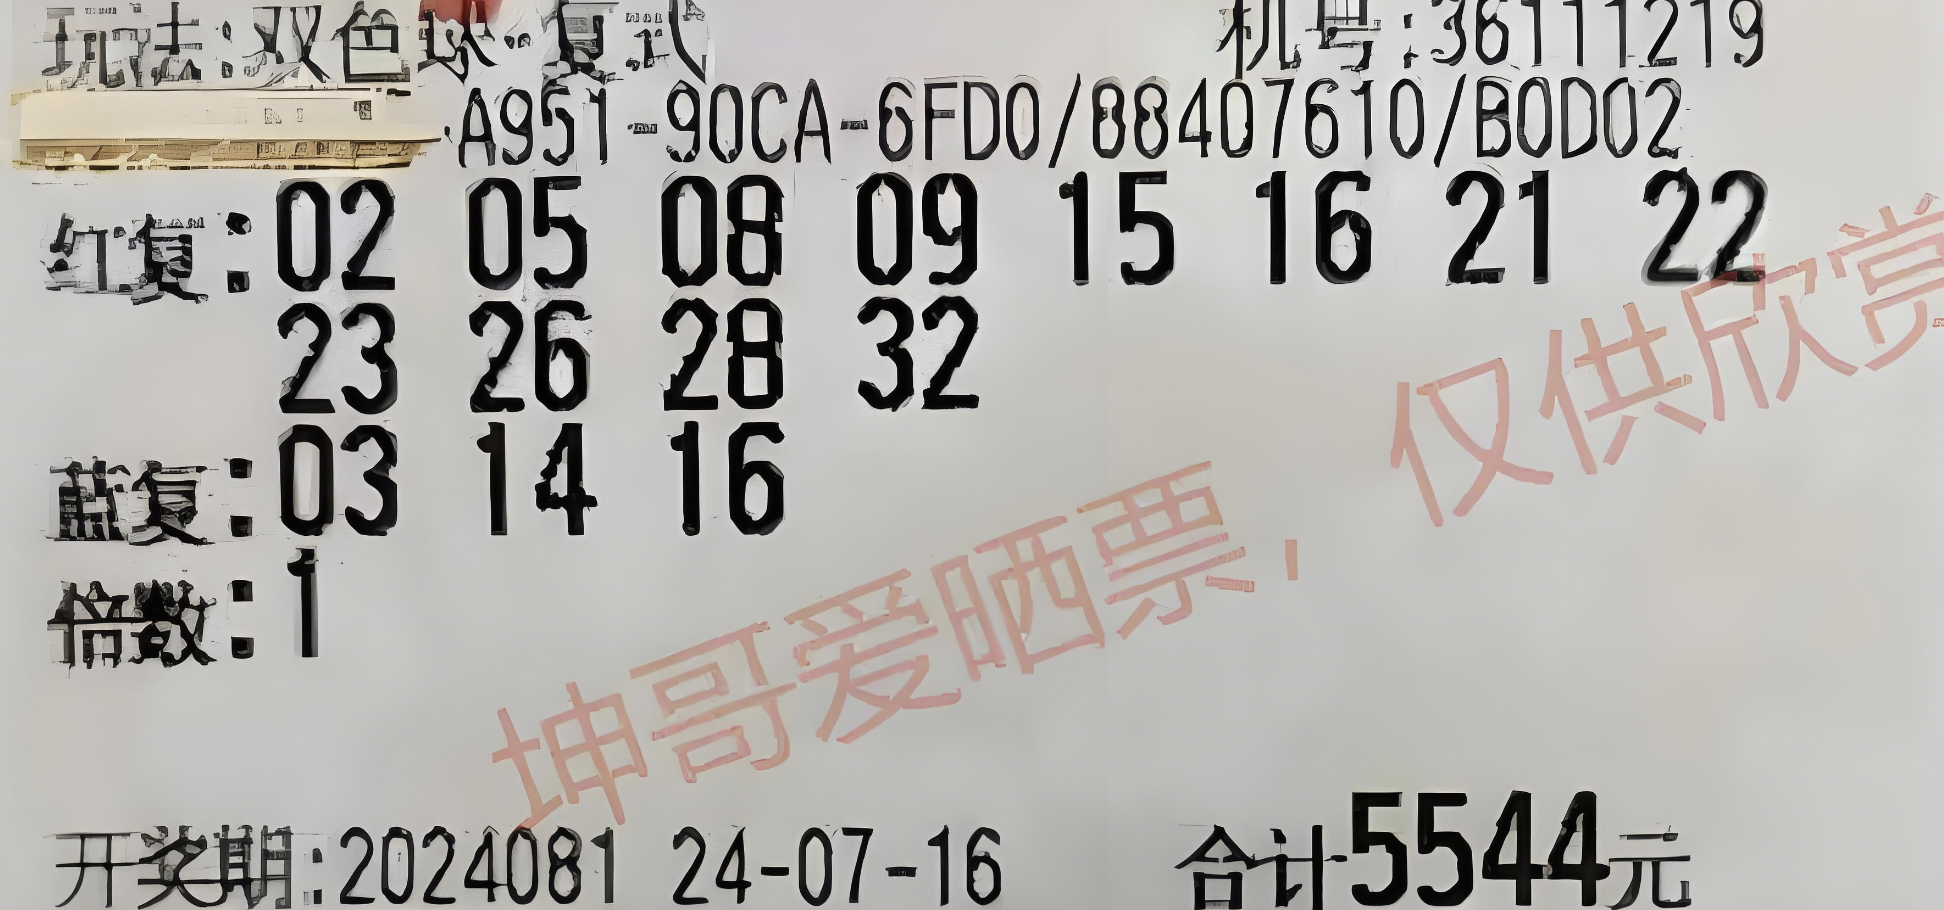 玩法:双色球-复式 机号:36111219
A951-90CA-6FD0/88407610/B0D02
红复:02 05 08 09 15 16 21 22
23 26 28 32
蓝复:03 14 16
倍数:1
坤哥爱晒票，仅供欣赏
开奖期:2024081 24-07-16 合计5544元